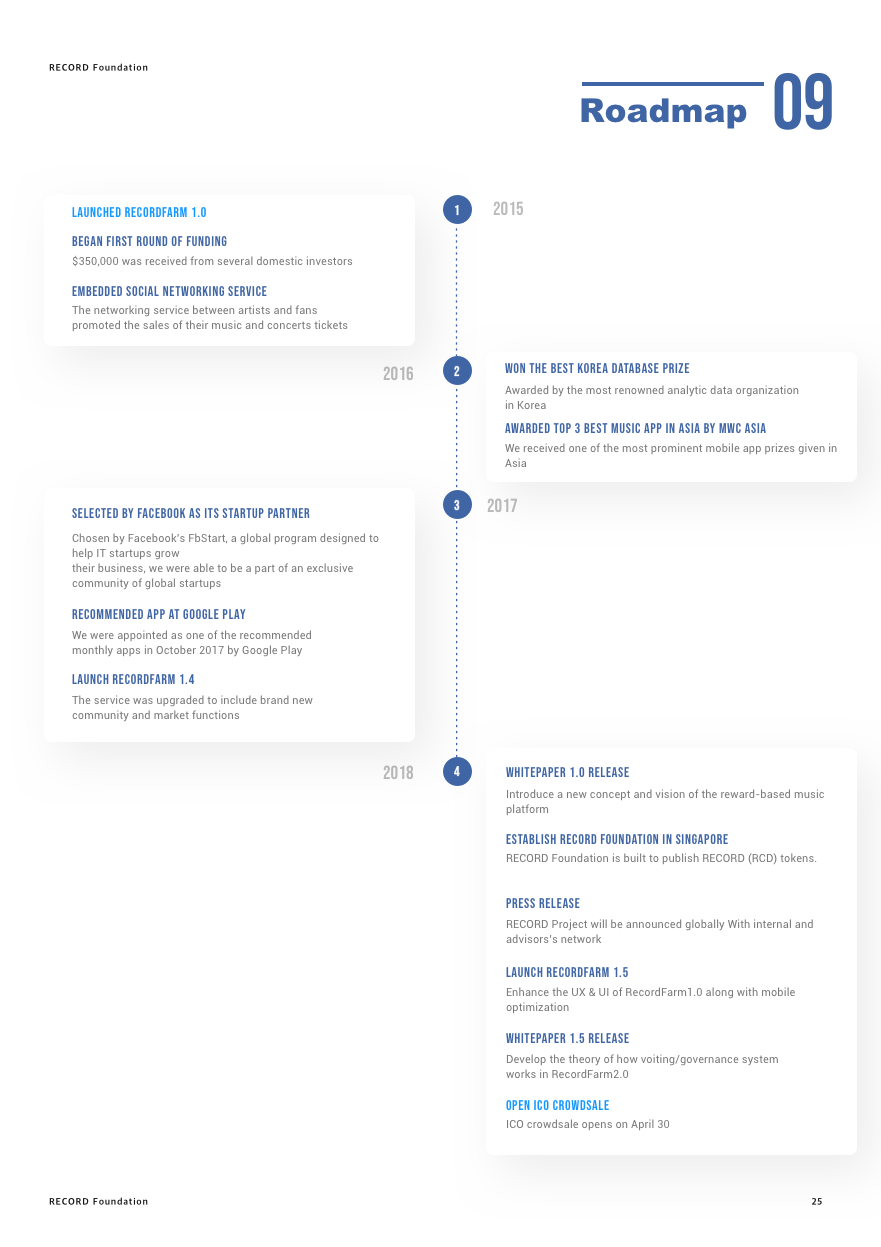 RECORD Foundation
Roadmap 09
1 2015
LAUNCHED RECORDFARM 1.0
BEGAN FIRST ROUND OF FUNDING
$350,000 was received from several domestic investors
EMBEDDED SOCIAL NETWORKING SERVICE
The networking service between artists and fans
promoted the sales of their music and concerts tickets
2016 2
WON THE BEST KOREA DATABASE PRIZE
Awarded by the most renowned analytic data organization
in Korea
AWARDED TOP 3 BEST MUSIC APP IN ASIA BY MWC ASIA
We received one of the most prominent mobile app prizes given in
Asia
3 2017
SELECTED BY FACEBOOK AS ITS STARTUP PARTNER
Chosen by Facebook's FbStart, a global program designed to
help IT startups grow
their business, we were able to be a part of an exclusive
community of global startups
RECOMMENDED APP AT GOOGLE PLAY
We were appointed as one of the recommended
monthly apps in October 2017 by Google Play
LAUNCH RECORDFARM 1.4
The service was upgraded to include brand new
community and market functions
2018 4
WHITEPAPER 1.0 RELEASE
Introduce a new concept and vision of the reward-based music
platform
ESTABLISH RECORD FOUNDATION IN SINGAPORE
RECORD Foundation is built to publish RECORD (RCD) tokens.
PRESS RELEASE
RECORD Project will be announced globally With internal and
advisors's network
LAUNCH RECORDFARM 1.5
Enhance the UX & UI of RecordFarm1.0 along with mobile
optimization
WHITEPAPER 1.5 RELEASE
Develop the theory of how voiting/governance system
works in RecordFarm2.0
OPEN ICO CROWDSALE
ICO crowdsale opens on April 30
RECORD Foundation 25